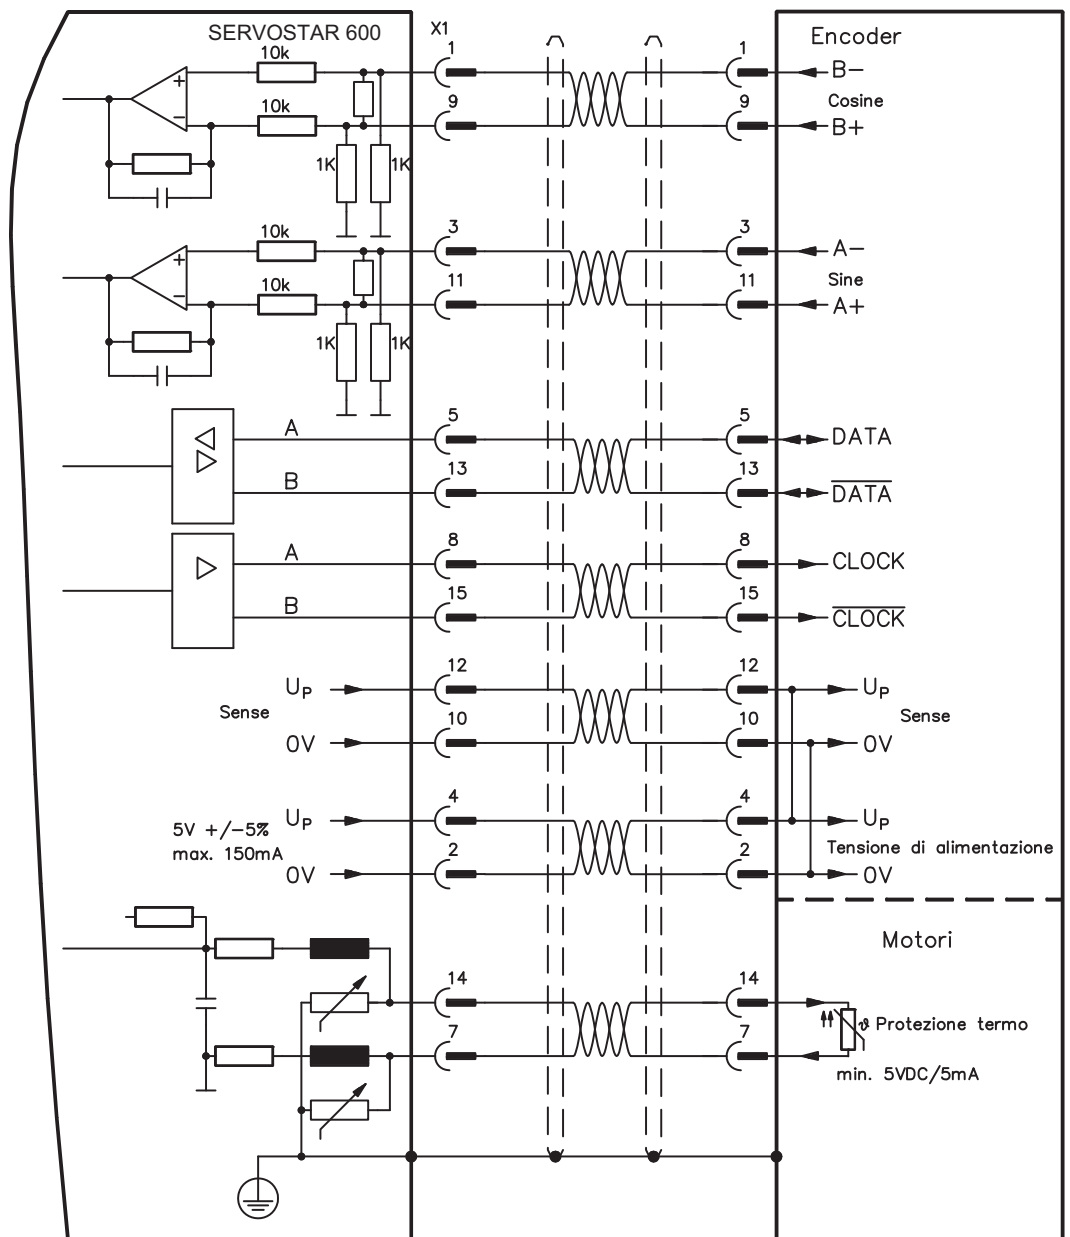 SERVOSTAR 600
X1
Encoder
10k
1
1
B-
+
Cosine
10k
9
9
B+
-
1K
1K
10k
3
3
A-
+
Sine
10k
11
11
A+
-
1K
1K
A
5
5
DATA
B
13
13
DATA
A
8
8
CLOCK
B
15
15
CLOCK
UP
12
12
UP
Sense
Sense
0V
10
10
0V
5V +/-5%
UP
4
4
UP
max. 150mA
Tensione di alimentazione
0V
2
2
0V
Motori
14
14
7
7
ϑ Protezione termo
min. 5VDC/5mA